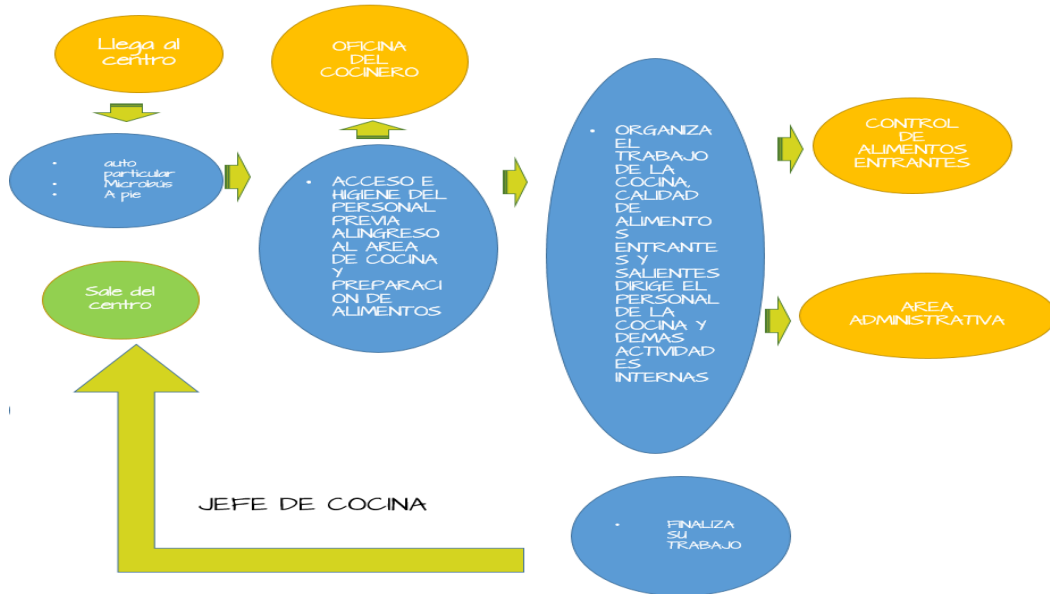 Llega al
centro
OFICINA
DEL
COCINERO
• auto
particular
• Microbús
• A pie
• ACCESO E
HIGIENE DEL
PERSONAL
PREVIA
ALINGRESO
AL AREA
DE COCINA
Y
PREPARACI
ON DE
ALIMENTOS
• ORGANIZA
EL
TRABAJO
DE LA
COCINA,
CALIDAD
DE
ALIMENTO
S
ENTRANTE
S Y
SALIENTES
DIRIGE EL
PERSONAL
DE LA
COCINA Y
DEMAS
ACTIVIDAD
ES
INTERNAS
CONTROL
DE
ALIMENTOS
ENTRANTES
AREA
ADMINISTRATIVA
Sale del
centro
JEFE DE COCINA
• FINALIZA
SU
TRABAJO